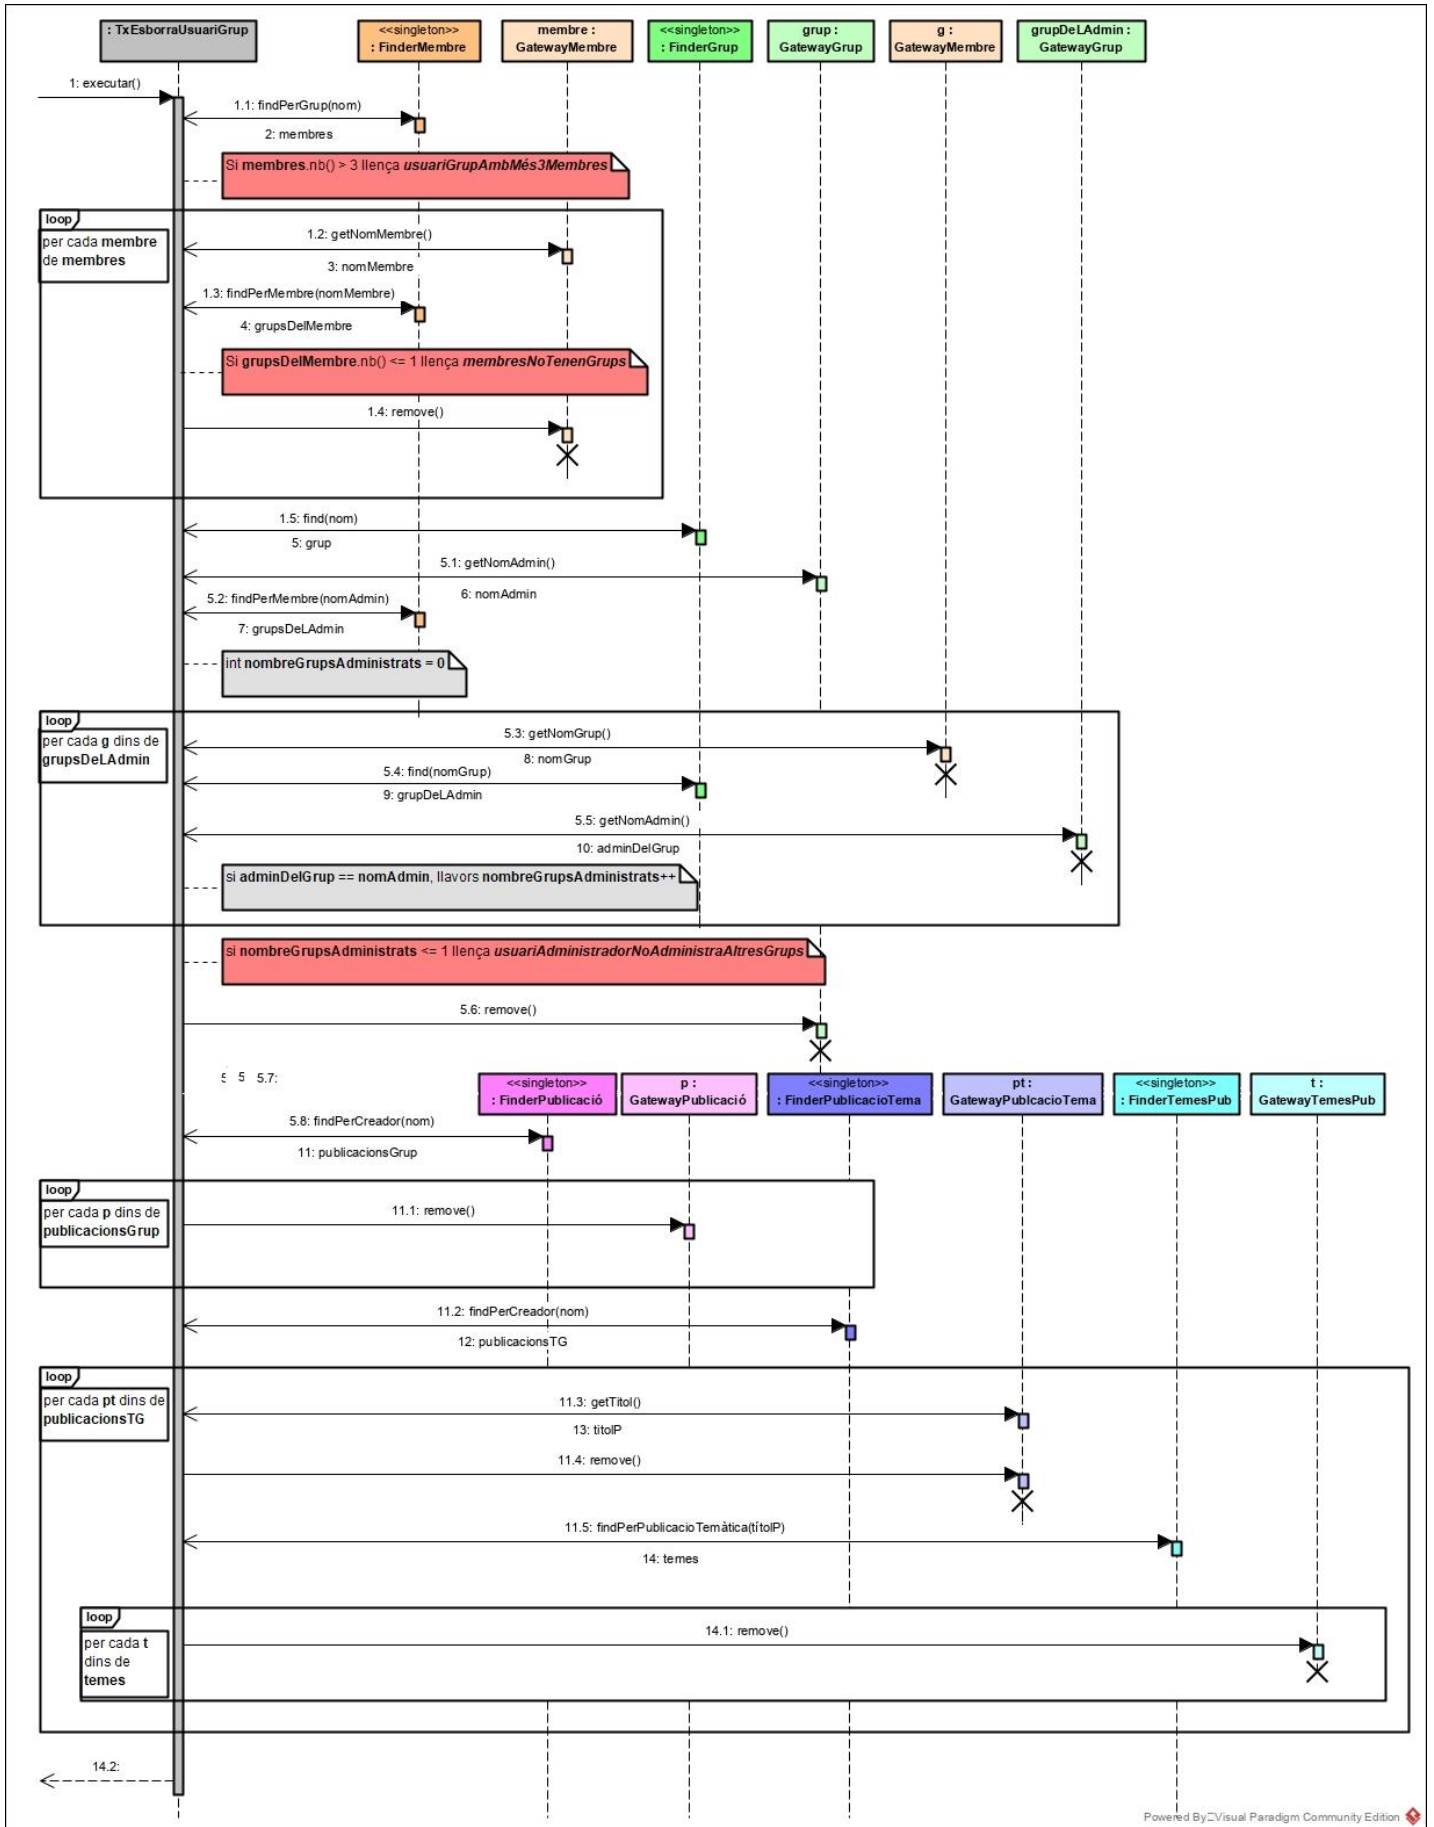 : TxEsborraUsuariGrup
<<singleton>>
: FinderMembre
membre :
GatewayMembre
<<singleton>>
: FinderGrup
grup :
GatewayGrup
g :
GatewayMembre
grupDeLAdmin :
GatewayGrup
1: executar()
1.1: findPerGrup(nom)
2: membres
Si membres.nb() > 3 llença usuariGrupAmbMés3Membres
loop
per cada membre
de membres
1.2: getNomMembre()
3: nomMembre
1.3: findPerMembre(nomMembre)
4: grupsDelMembre
Si grupsDelMembre.nb() <= 1 llença membresNoTenenGrups
1.4: remove()
1.5: find(nom)
5: grup
5.1: getNomAdmin()
6: nomAdmin
5.2: findPerMembre(nomAdmin)
7: grupsDeLAdmin
int nombreGrupsAdministrats = 0
loop
per cada g dins de
grupsDeLAdmin
5.3: getNomGrup()
8: nomGrup
5.4: find(nomGrup)
9: grupDeLAdmin
5.5: getNomAdmin()
10: adminDelGrup
si adminDelGrup == nomAdmin, llavors nombreGrupsAdministrats++
si nombreGrupsAdministrats <= 1 llença usuariAdministradorNoAdministraAltresGrups
5.6: remove()
5 5 5.7:
<<singleton>>
: FinderPublicació
p :
GatewayPublicació
<<singleton>>
: FinderPublicacioTema
pt :
GatewayPublcacioTema
<<singleton>>
: FinderTemesPub
t :
GatewayTemesPub
5.8: findPerCreador(nom)
11: publicacionsGrup
loop
per cada p dins de
publicacionsGrup
11.1: remove()
11.2: findPerCreador(nom)
12: publicacionsTG
loop
per cada pt dins de
publicacionsTG
11.3: getTitol()
13: titolP
11.4: remove()
11.5: findPerPublicacioTemàtica(títolP)
14: temes
loop
per cada t
dins de
temes
14.1: remove()
14.2:
Powered By Visual Paradigm Community Edition